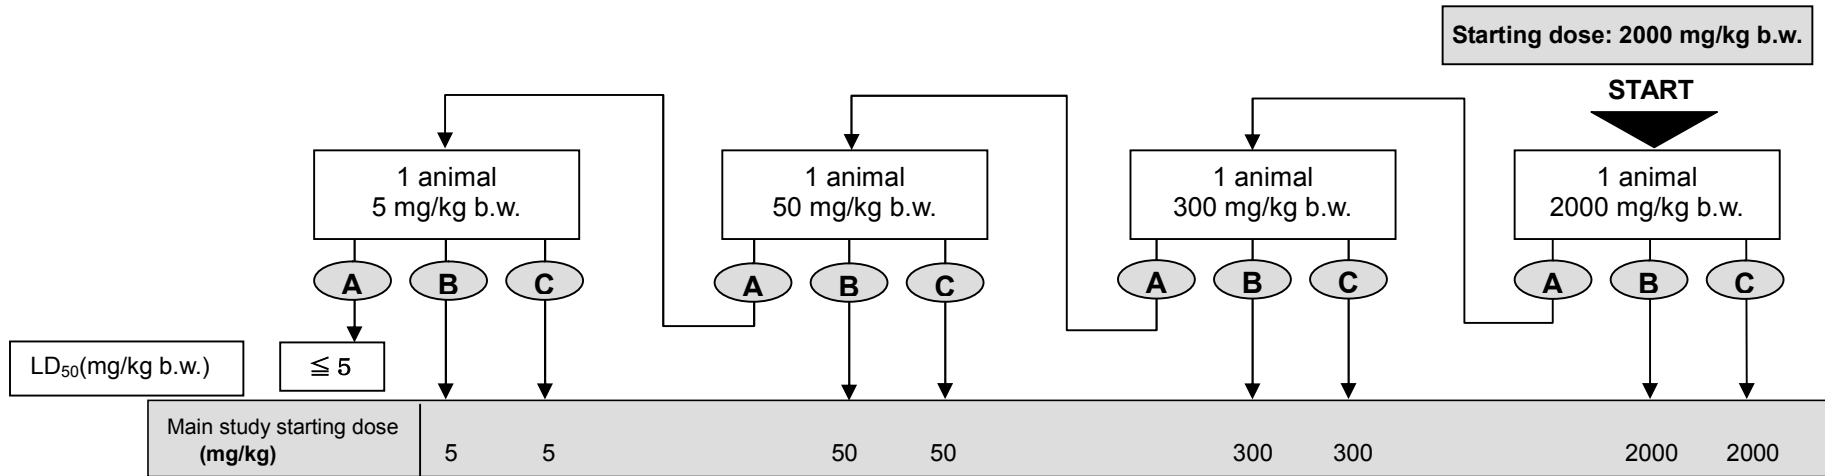 Starting dose: 2000 mg/kg b.w.
START
1 animal
5 mg/kg b.w.
1 animal
50 mg/kg b.w.
1 animal
300 mg/kg b.w.
1 animal
2000 mg/kg b.w.
A B C A B C A B C A B C
LD₅₀(mg/kg b.w.) ≦ 5
Main study starting dose
(mg/kg) 5 5 50 50 300 300 2000 2000